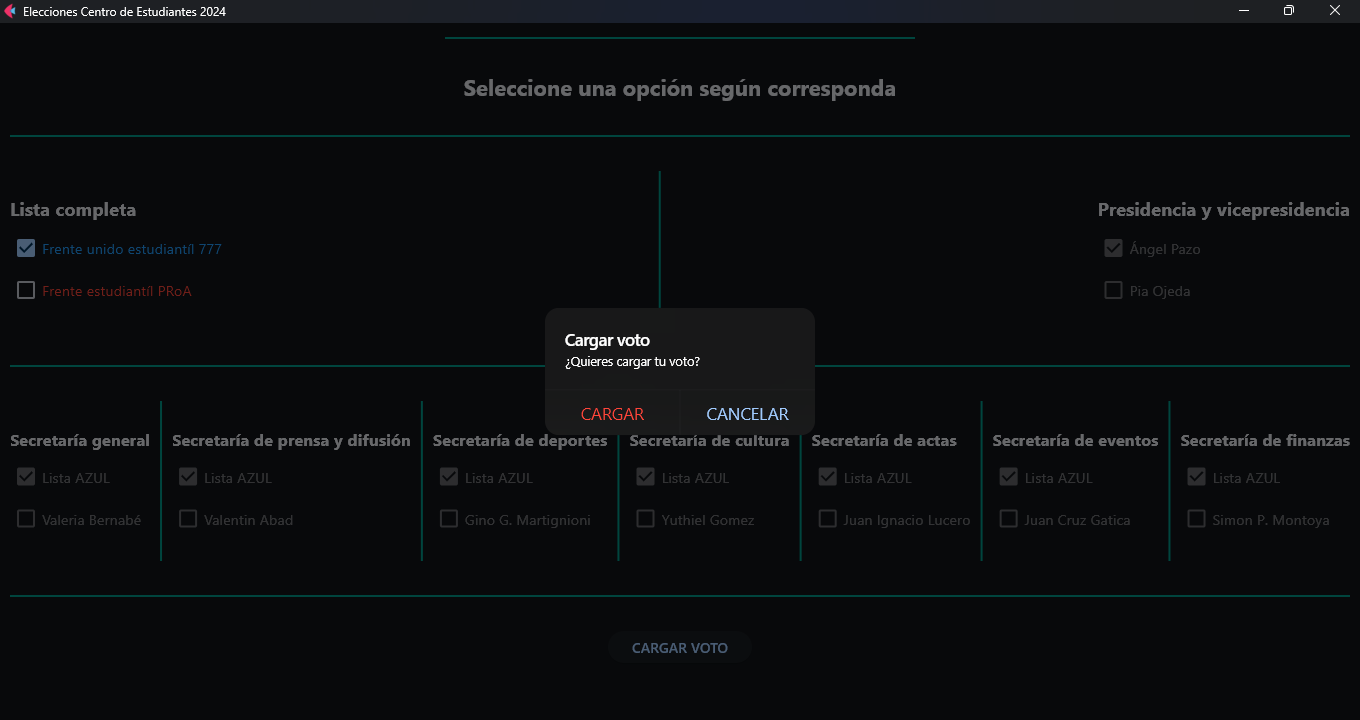 Elecciones Centro de Estudiantes 2024
Seleccione una opción según corresponda
Lista completa
Frente unido estudiantíl 777
Frente estudiantíl PRoA
Presidencia y vicepresidencia
Ángel Pazo
Pia Ojeda
Cargar voto
¿Quieres cargar tu voto?
CARGAR
CANCELAR
Secretaría general
Lista AZUL
Valeria Bernabé
Secretaría de prensa y difusión
Lista AZUL
Valentin Abad
Secretaría de deportes
Lista AZUL
Gino G. Martignioni
Secretaría de cultura
Lista AZUL
Yuthiel Gomez
Secretaría de actas
Lista AZUL
Juan Ignacio Lucero
Secretaría de eventos
Lista AZUL
Juan Cruz Gatica
Secretaría de finanzas
Lista AZUL
Simon P. Montoya
CARGAR VOTO